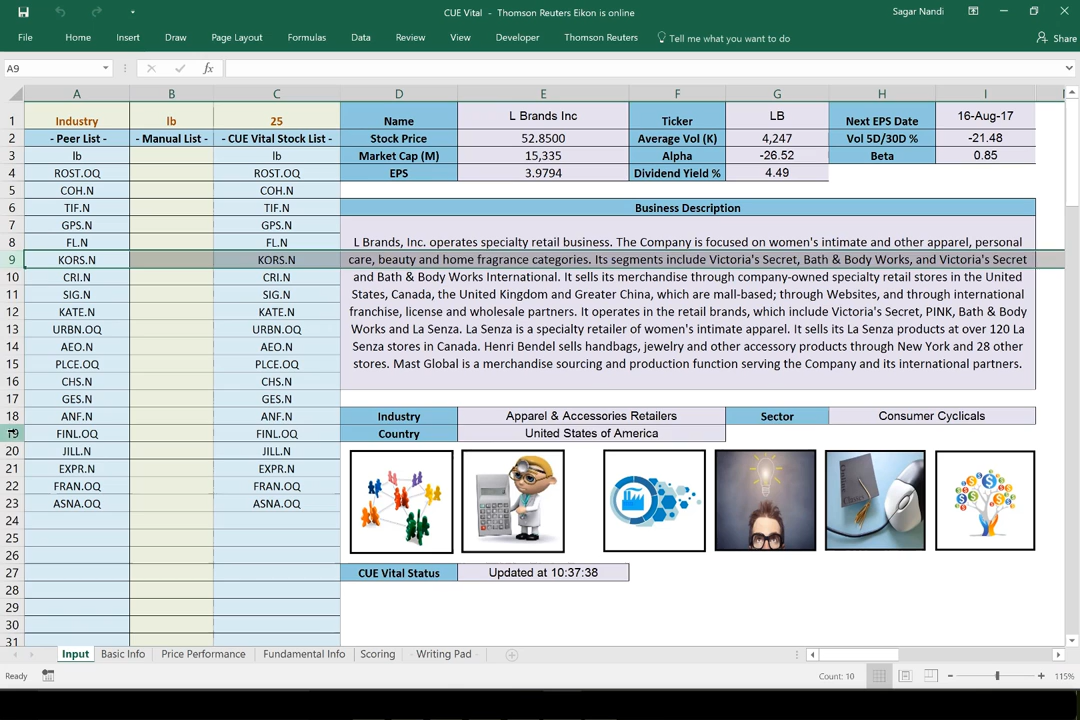 CUE Vital - Thomson Reuters Eikon is online
Sagar Nandi
File Home Insert Draw Page Layout Formulas Data Review View Developer Thomson Reuters Tell me what you want to do Share
A9 fx
A B C D E F G H I
1 Industry lb 25 Name L Brands Inc Ticker LB Next EPS Date 16-Aug-17
2 - Peer List - - Manual List - - CUE Vital Stock List - Stock Price 52.8500 Average Vol (K) 4,247 Vol 5D/30D % -21.48
3 lb lb Market Cap (M) 15,335 Alpha -26.52 Beta 0.85
4 ROST.OQ ROST.OQ EPS 3.9794 Dividend Yield % 4.49
5 COH.N COH.N
6 TIF.N TIF.N Business Description
7 GPS.N GPS.N
8 FL.N FL.N L Brands, Inc. operates specialty retail business. The Company is focused on women's intimate and other apparel, personal
9 KORS.N KORS.N care, beauty and home fragrance categories. Its segments include Victoria's Secret, Bath & Body Works, and Victoria's Secret
10 CRI.N CRI.N and Bath & Body Works International. It sells its merchandise through company-owned specialty retail stores in the United
11 SIG.N SIG.N States, Canada, the United Kingdom and Greater China, which are mall-based; through Websites, and through international
12 KATE.N KATE.N franchise, license and wholesale partners. It operates in the retail brands, which include Victoria's Secret, PINK, Bath & Body
13 URBN.OQ URBN.OQ Works and La Senza. La Senza is a specialty retailer of women's intimate apparel. It sells its La Senza products at over 120 La
14 AEO.N AEO.N Senza stores in Canada. Henri Bendel sells handbags, jewelry and other accessory products through New York and 28 other
15 PLCE.OQ PLCE.OQ stores. Mast Global is a merchandise sourcing and production function serving the Company and its international partners.
16 CHS.N CHS.N
17 GES.N GES.N
18 ANF.N ANF.N Industry Apparel & Accessories Retailers Sector Consumer Cyclicals
19 FINL.OQ FINL.OQ Country United States of America
20 JILL.N JILL.N
21 EXPR.N EXPR.N
22 FRAN.OQ FRAN.OQ
23 ASNA.OQ ASNA.OQ
24
25
26
27 CUE Vital Status Updated at 10:37:38
28
29
30
31
Input Basic Info Price Performance Fundamental Info Scoring Writing Pad
Ready Count: 10 115%